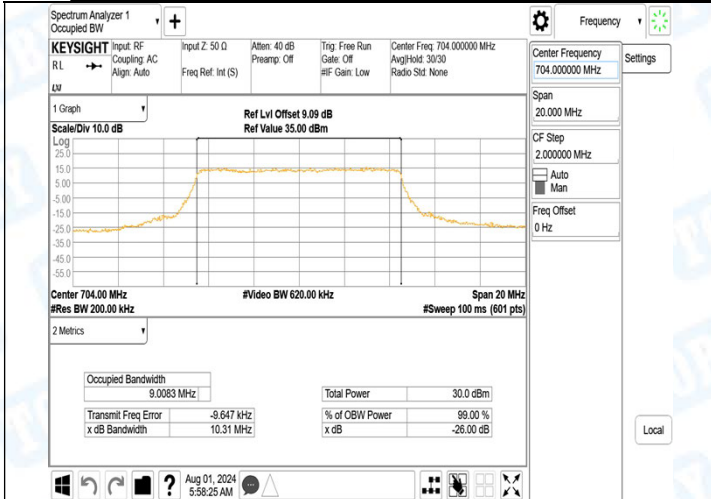 Spectrum Analyzer 1
Occupied BW
Frequency
KEYSIGHT
RL
Input: RF
Coupling: AC
Align: Auto
Input Z: 50 Ω
Freq Ref: Int (S)
Atten: 40 dB
Preamp: Off
Trig: Free Run
Gate: Off
#IF Gain: Low
Center Freq: 704.000000 MHz
Avg|Hold: 30/30
Radio Std: None
Center Frequency
704.000000 MHz
Settings
Span
20.000 MHz
CF Step
2.000000 MHz
Auto
Man
Freq Offset
0 Hz
1 Graph
Scale/Div 10.0 dB
Ref Lvl Offset 9.09 dB
Ref Value 35.00 dBm
Log
25.0
15.0
5.00
-5.00
-15.0
-25.0
-35.0
-45.0
-55.0
Center 704.00 MHz
#Video BW 620.00 kHz
Span 20 MHz
#Res BW 200.00 kHz
#Sweep 100 ms (601 pts)
2 Metrics
Occupied Bandwidth
9.0083 MHz
Total Power 30.0 dBm
Transmit Freq Error -9.647 kHz
% of OBW Power 99.00 %
x dB Bandwidth 10.31 MHz
x dB -26.00 dB
Local
Aug 01, 2024
5:58:25 AM